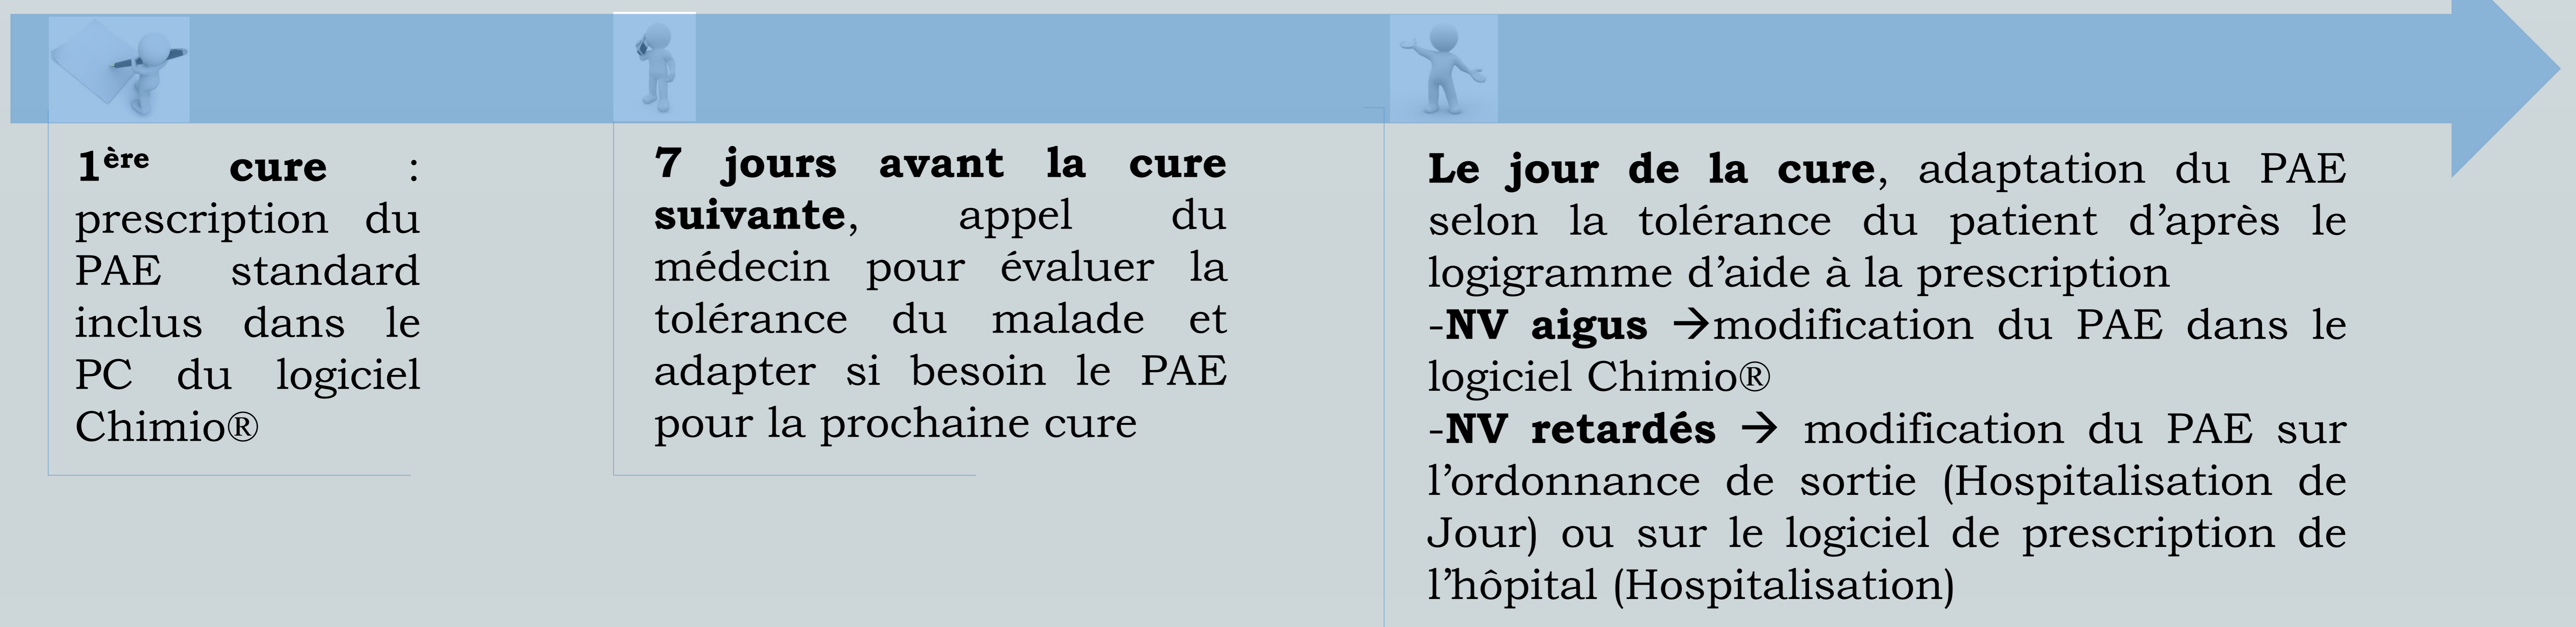 1ère cure :
prescription du
PAE standard
inclus dans le
PC du logiciel
Chimio®
7 jours avant la cure
suivante, appel du
médecin pour évaluer la
tolérance du malade et
adapter si besoin le PAE
pour la prochaine cure
Le jour de la cure, adaptation du PAE
selon la tolérance du patient d’après le
logigramme d’aide à la prescription
-NV aigus →modification du PAE dans le
logiciel Chimio®
-NV retardés → modification du PAE sur
l’ordonnance de sortie (Hospitalisation de
Jour) ou sur le logiciel de prescription de
l’hôpital (Hospitalisation)